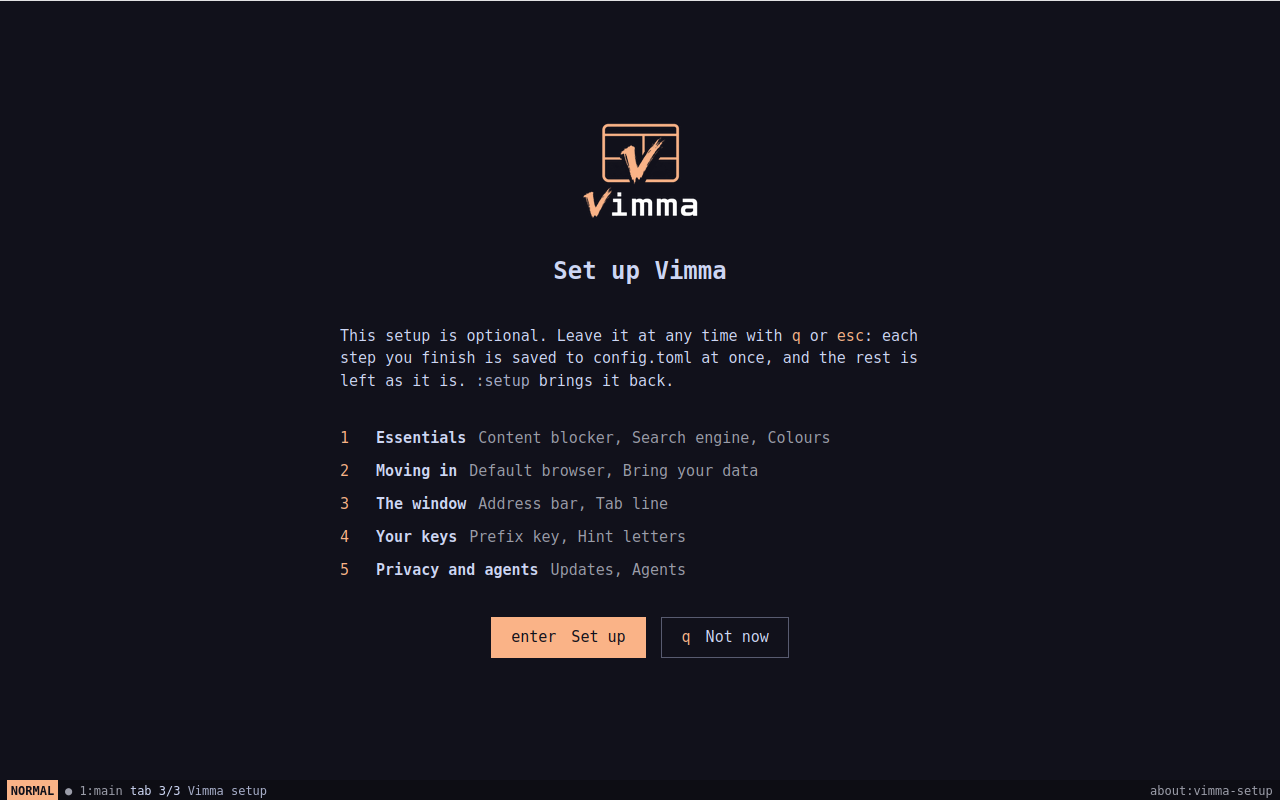 Vimma
Set up Vimma
This setup is optional. Leave it at any time with q or esc: each
step you finish is saved to config.toml at once, and the rest is
left as it is. :setup brings it back.
1 Essentials Content blocker, Search engine, Colours
2 Moving in Default browser, Bring your data
3 The window Address bar, Tab line
4 Your keys Prefix key, Hint letters
5 Privacy and agents Updates, Agents
enter Set up q Not now
NORMAL ● 1:main tab 3/3 Vimma setup about:vimma-setup